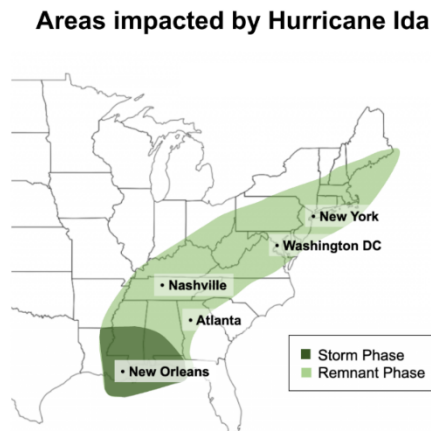 Areas impacted by Hurricane Ida
• New York
• Washington DC
• Nashville
• Atlanta
• New Orleans
Storm Phase
Remnant Phase